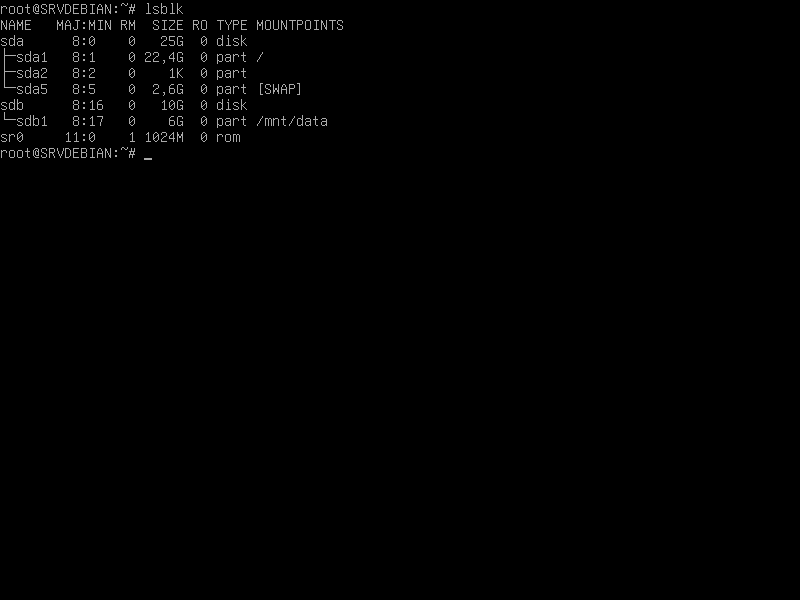 root@SRVDEBIAN:~# lsblk
NAME   MAJ:MIN RM   SIZE RO TYPE MOUNTPOINTS
sda      8:0    0    25G  0 disk
├─sda1   8:1    0  22,4G  0 part /
├─sda2   8:2    0     1K  0 part
└─sda5   8:5    0   2,6G  0 part [SWAP]
sdb      8:16   0    10G  0 disk
└─sdb1   8:17   0     6G  0 part /mnt/data
sr0     11:0    1  1024M  0 rom
root@SRVDEBIAN:~# _